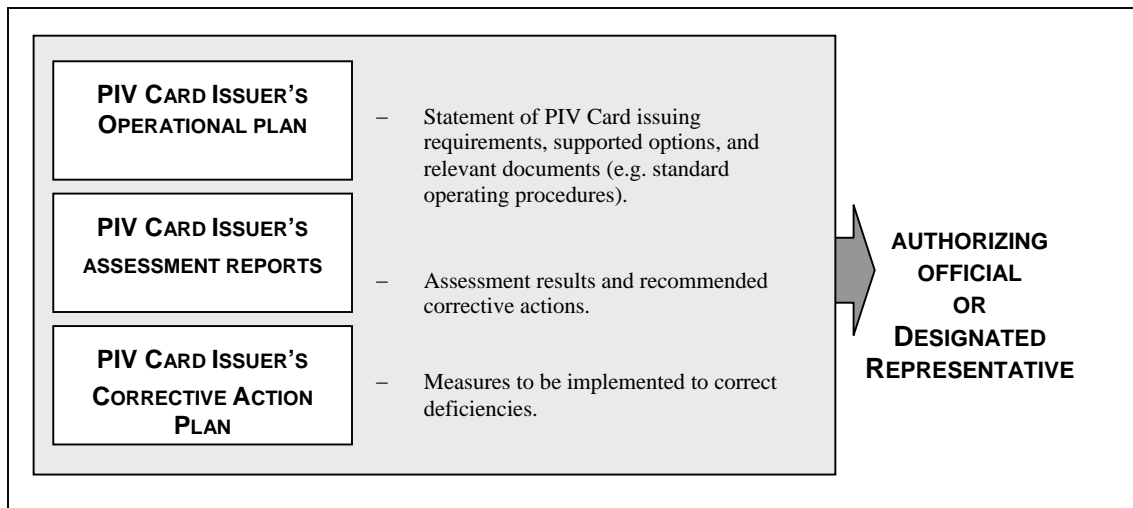 PIV CARD ISSUER'S
OPERATIONAL PLAN
– Statement of PIV Card issuing
requirements, supported options, and
relevant documents (e.g. standard
operating procedures).
PIV CARD ISSUER'S
ASSESSMENT REPORTS
– Assessment results and recommended
corrective actions.
PIV CARD ISSUER'S
CORRECTIVE ACTION
PLAN
– Measures to be implemented to correct
deficiencies.
AUTHORIZING
OFFICIAL
OR
DESIGNATED
REPRESENTATIVE